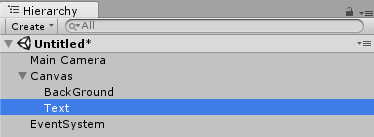 Hierarchy
Create All
Untitled*
Main Camera
Canvas
BackGround
Text
EventSystem